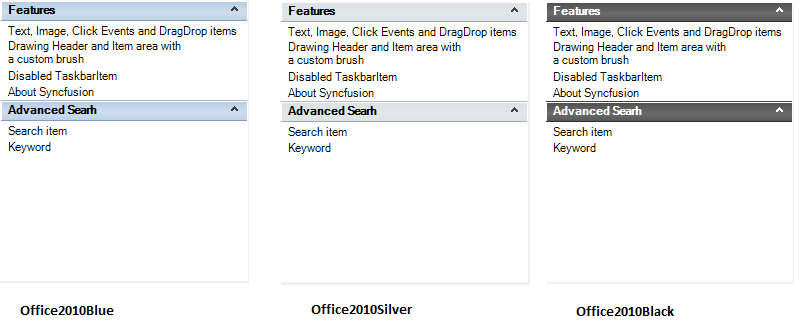 Features
Text, Image, Click Events and DragDrop items
Drawing Header and Item area with
a custom brush
Disabled TaskbarItem
About Syncfusion
Advanced Searh
Search item
Keyword
Office2010Blue
Features
Text, Image, Click Events and DragDrop items
Drawing Header and Item area with
a custom brush
Disabled TaskbarItem
About Syncfusion
Advanced Searh
Search item
Keyword
Office2010Silver
Features
Text, Image, Click Events and DragDrop items
Drawing Header and Item area with
a custom brush
Disabled TaskbarItem
About Syncfusion
Advanced Searh
Search item
Keyword
Office2010Black